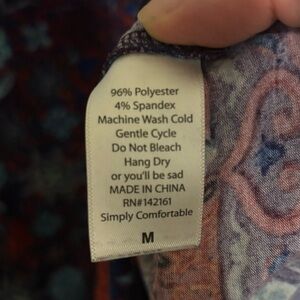 96% Polyester
4% Spandex
Machine Wash Cold
Gentle Cycle
Do Not Bleach
Hang Dry
or you'll be sad
MADE IN CHINA
RN#142161
Simply Comfortable
M